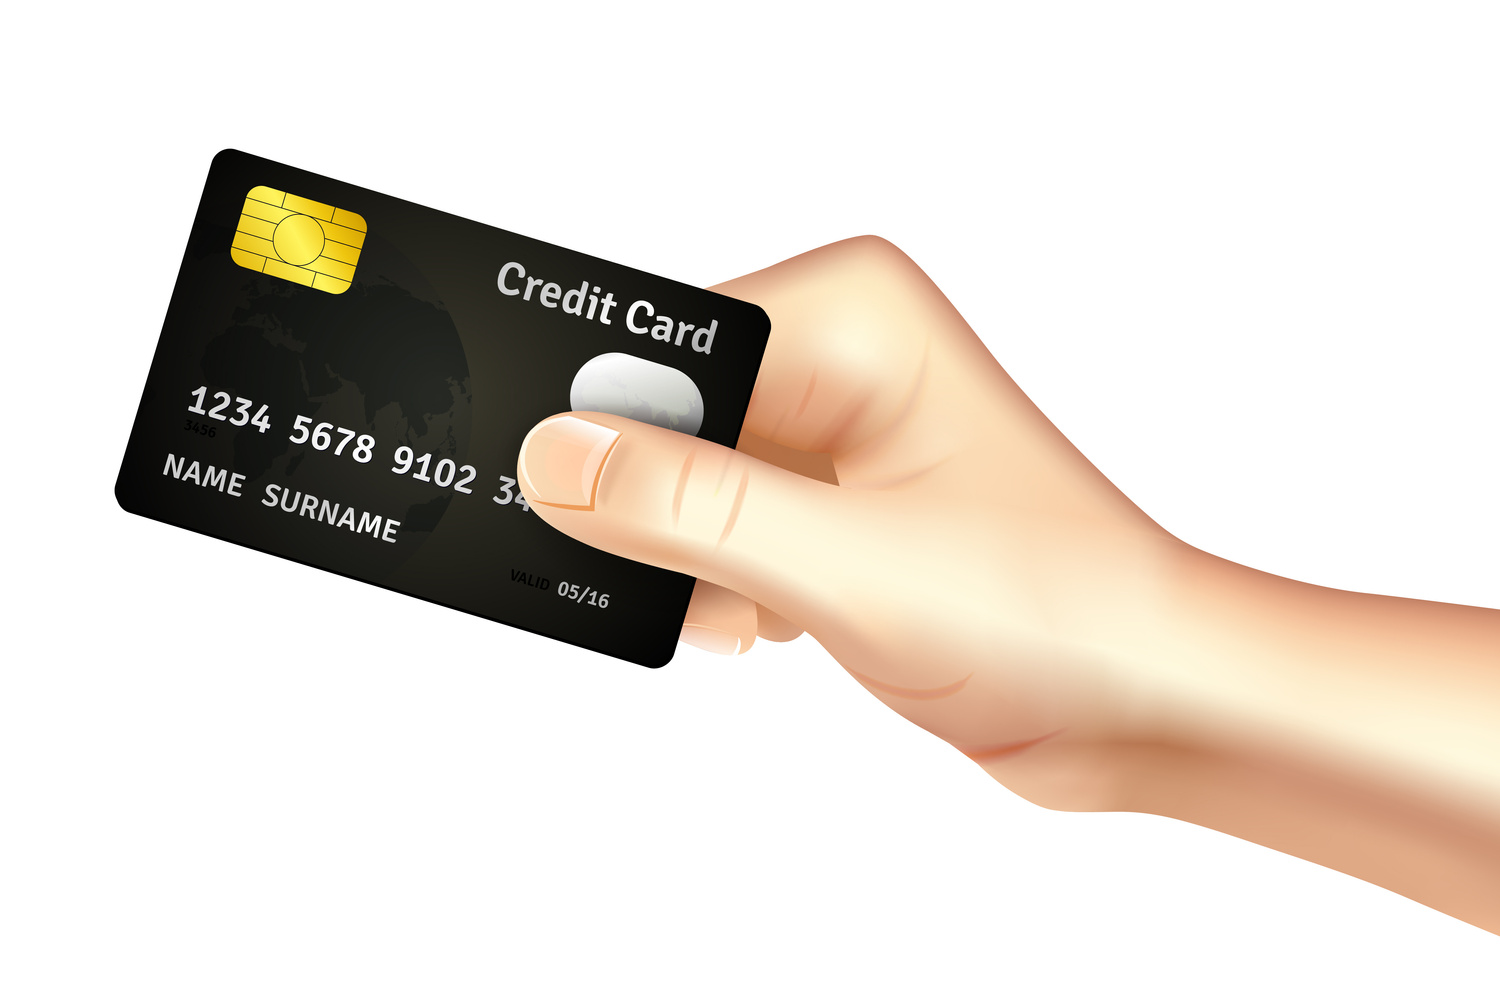 Credit Card
1234 5678 9102 34
3456
NAME SURNAME
VALID 05/16